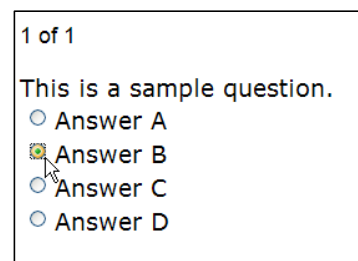 1 of 1
This is a sample question.
Answer A
Answer B
Answer C
Answer D